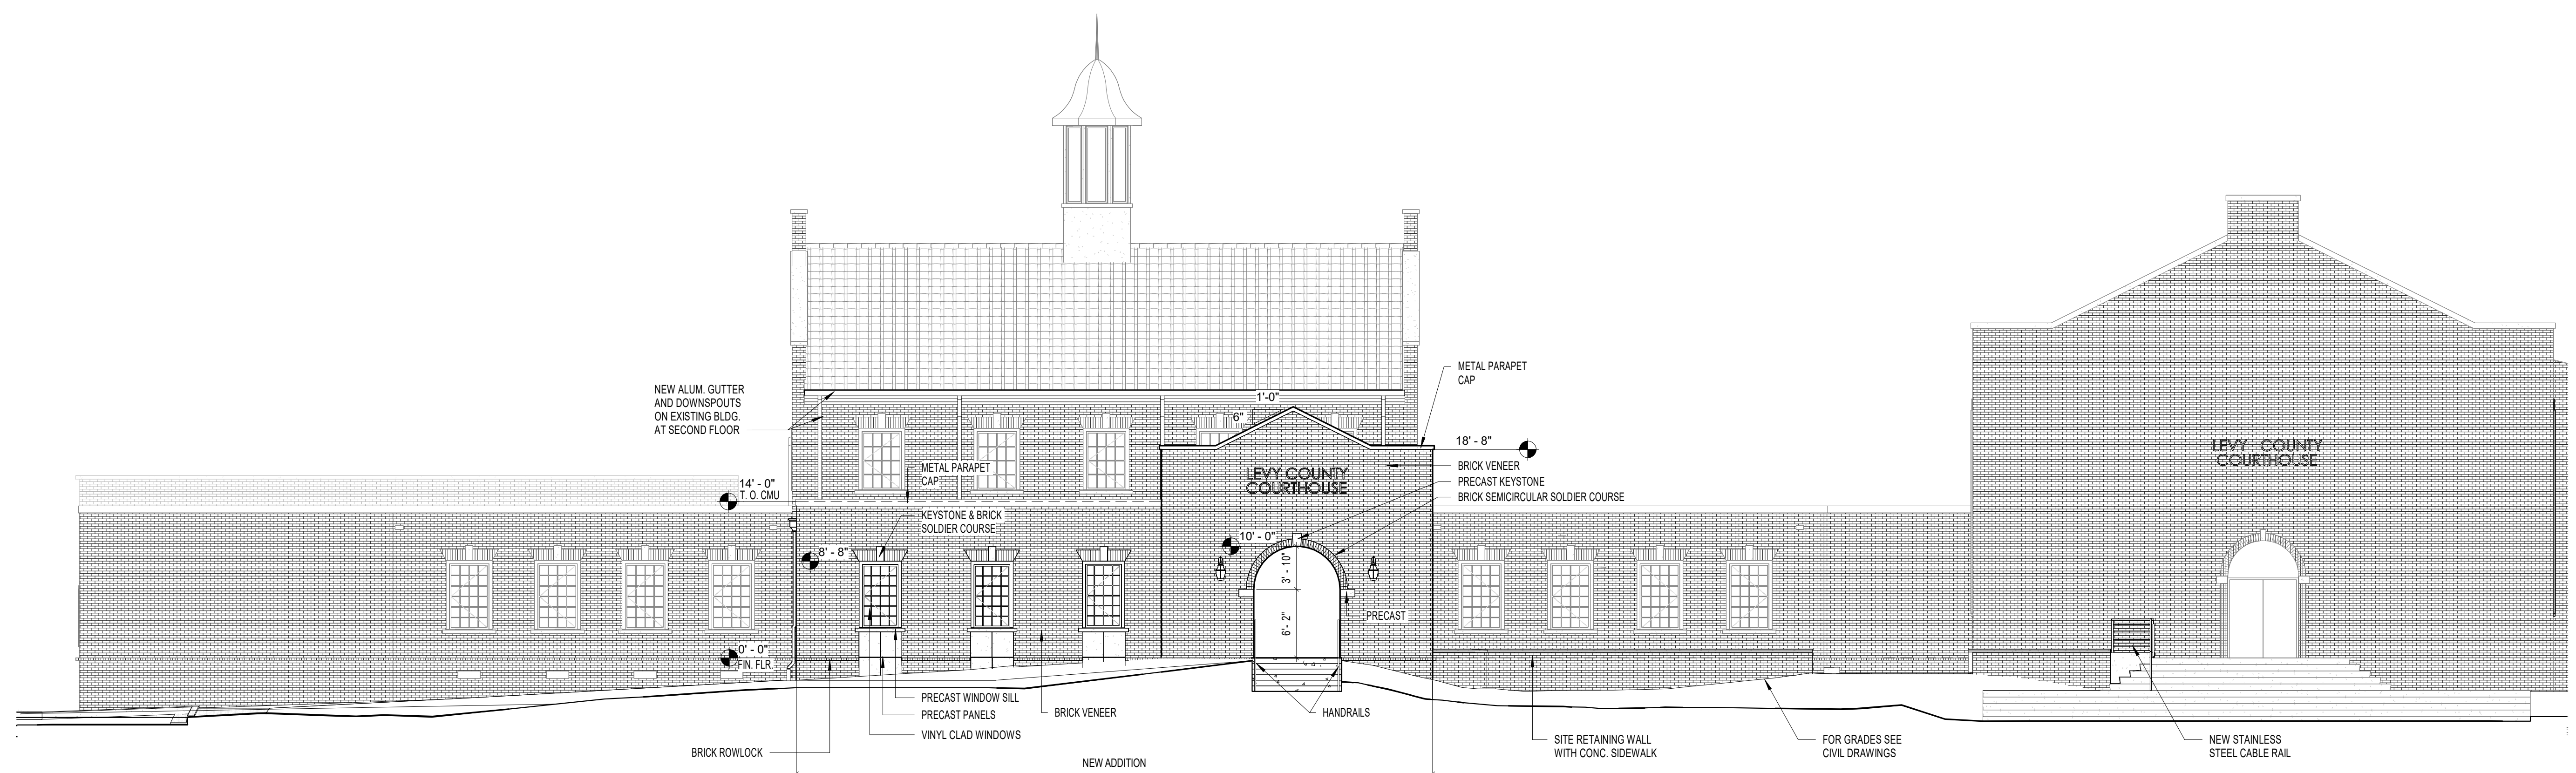 NEW ALUM. GUTTER
AND DOWNSPOUTS
ON EXISTING BLDG.
AT SECOND FLOOR
METAL PARAPET
CAP
1'-0"
6"
18' - 8"
METAL PARAPET
CAP
14' - 0"
T. O. CMU
LEVY COUNTY
COURTHOUSE
BRICK VENEER
PRECAST KEYSTONE
BRICK SEMICIRCULAR SOLDIER COURSE
LEVY COUNTY
COURTHOUSE
KEYSTONE & BRICK
SOLDIER COURSE
10' - 0"
8' - 8"
3' - 10"
6' - 2"
PRECAST
0' - 0"
FIN. FLR.
PRECAST WINDOW SILL
PRECAST PANELS
VINYL CLAD WINDOWS
BRICK VENEER
HANDRAILS
BRICK ROWLOCK
SITE RETAINING WALL
WITH CONC. SIDEWALK
FOR GRADES SEE
CIVIL DRAWINGS
NEW STAINLESS
STEEL CABLE RAIL
NEW ADDITION